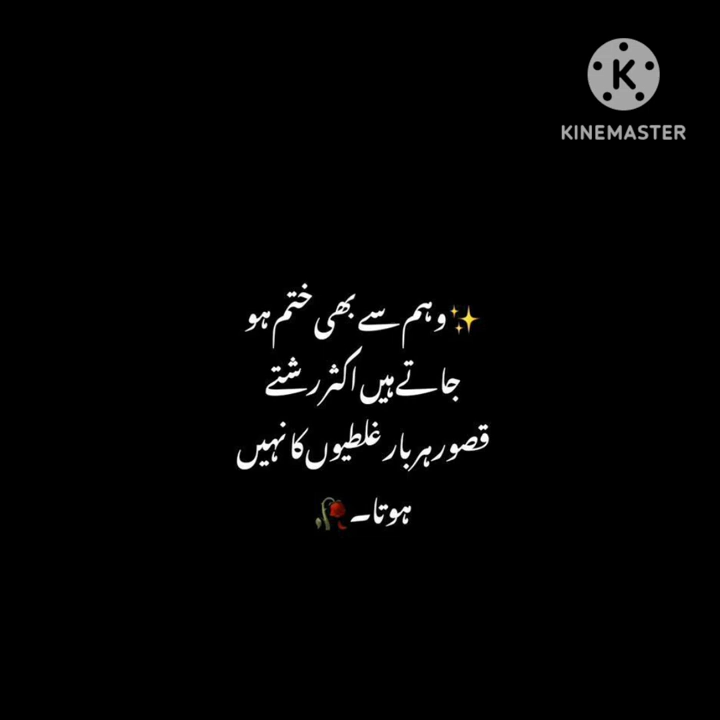 KINEMASTER
✨وہم سے بھی ختم ہو
جاتے ہیں اکثر رشتے
قصور ہر بار غلطیوں کا نہیں
ہوتا۔🥀